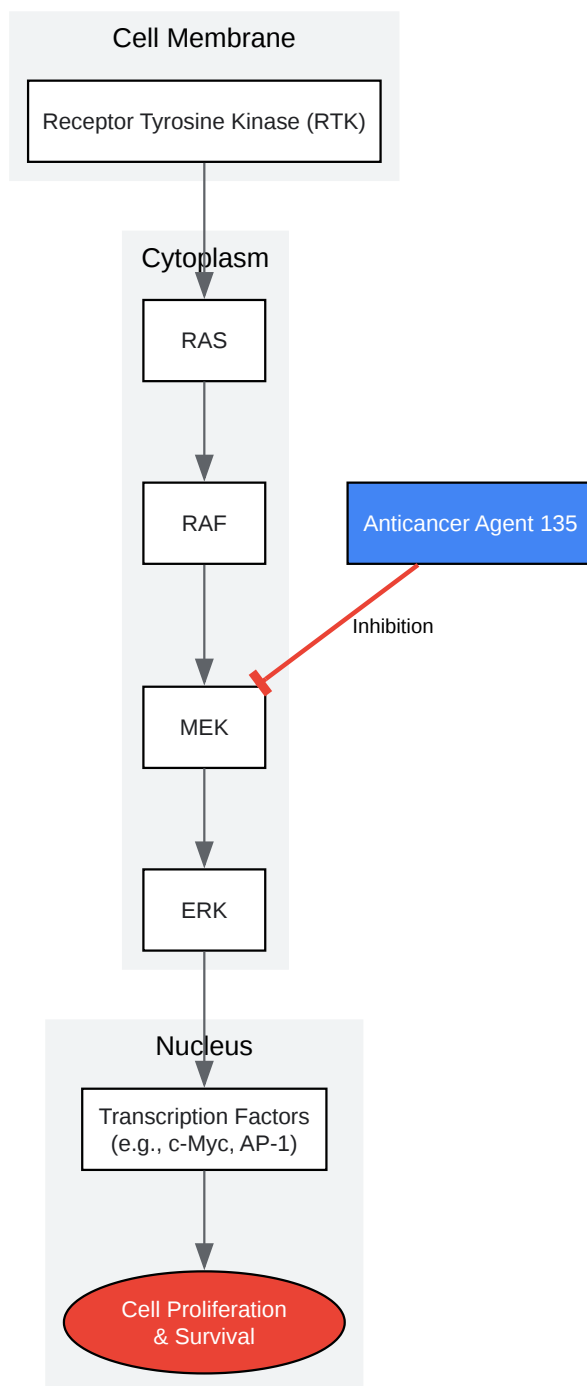 Cell Membrane
Receptor Tyrosine Kinase (RTK)
Cytoplasm
RAS
RAF
Anticancer Agent 135
Inhibition
MEK
ERK
Nucleus
Transcription Factors
(e.g., c-Myc, AP-1)
Cell Proliferation
& Survival